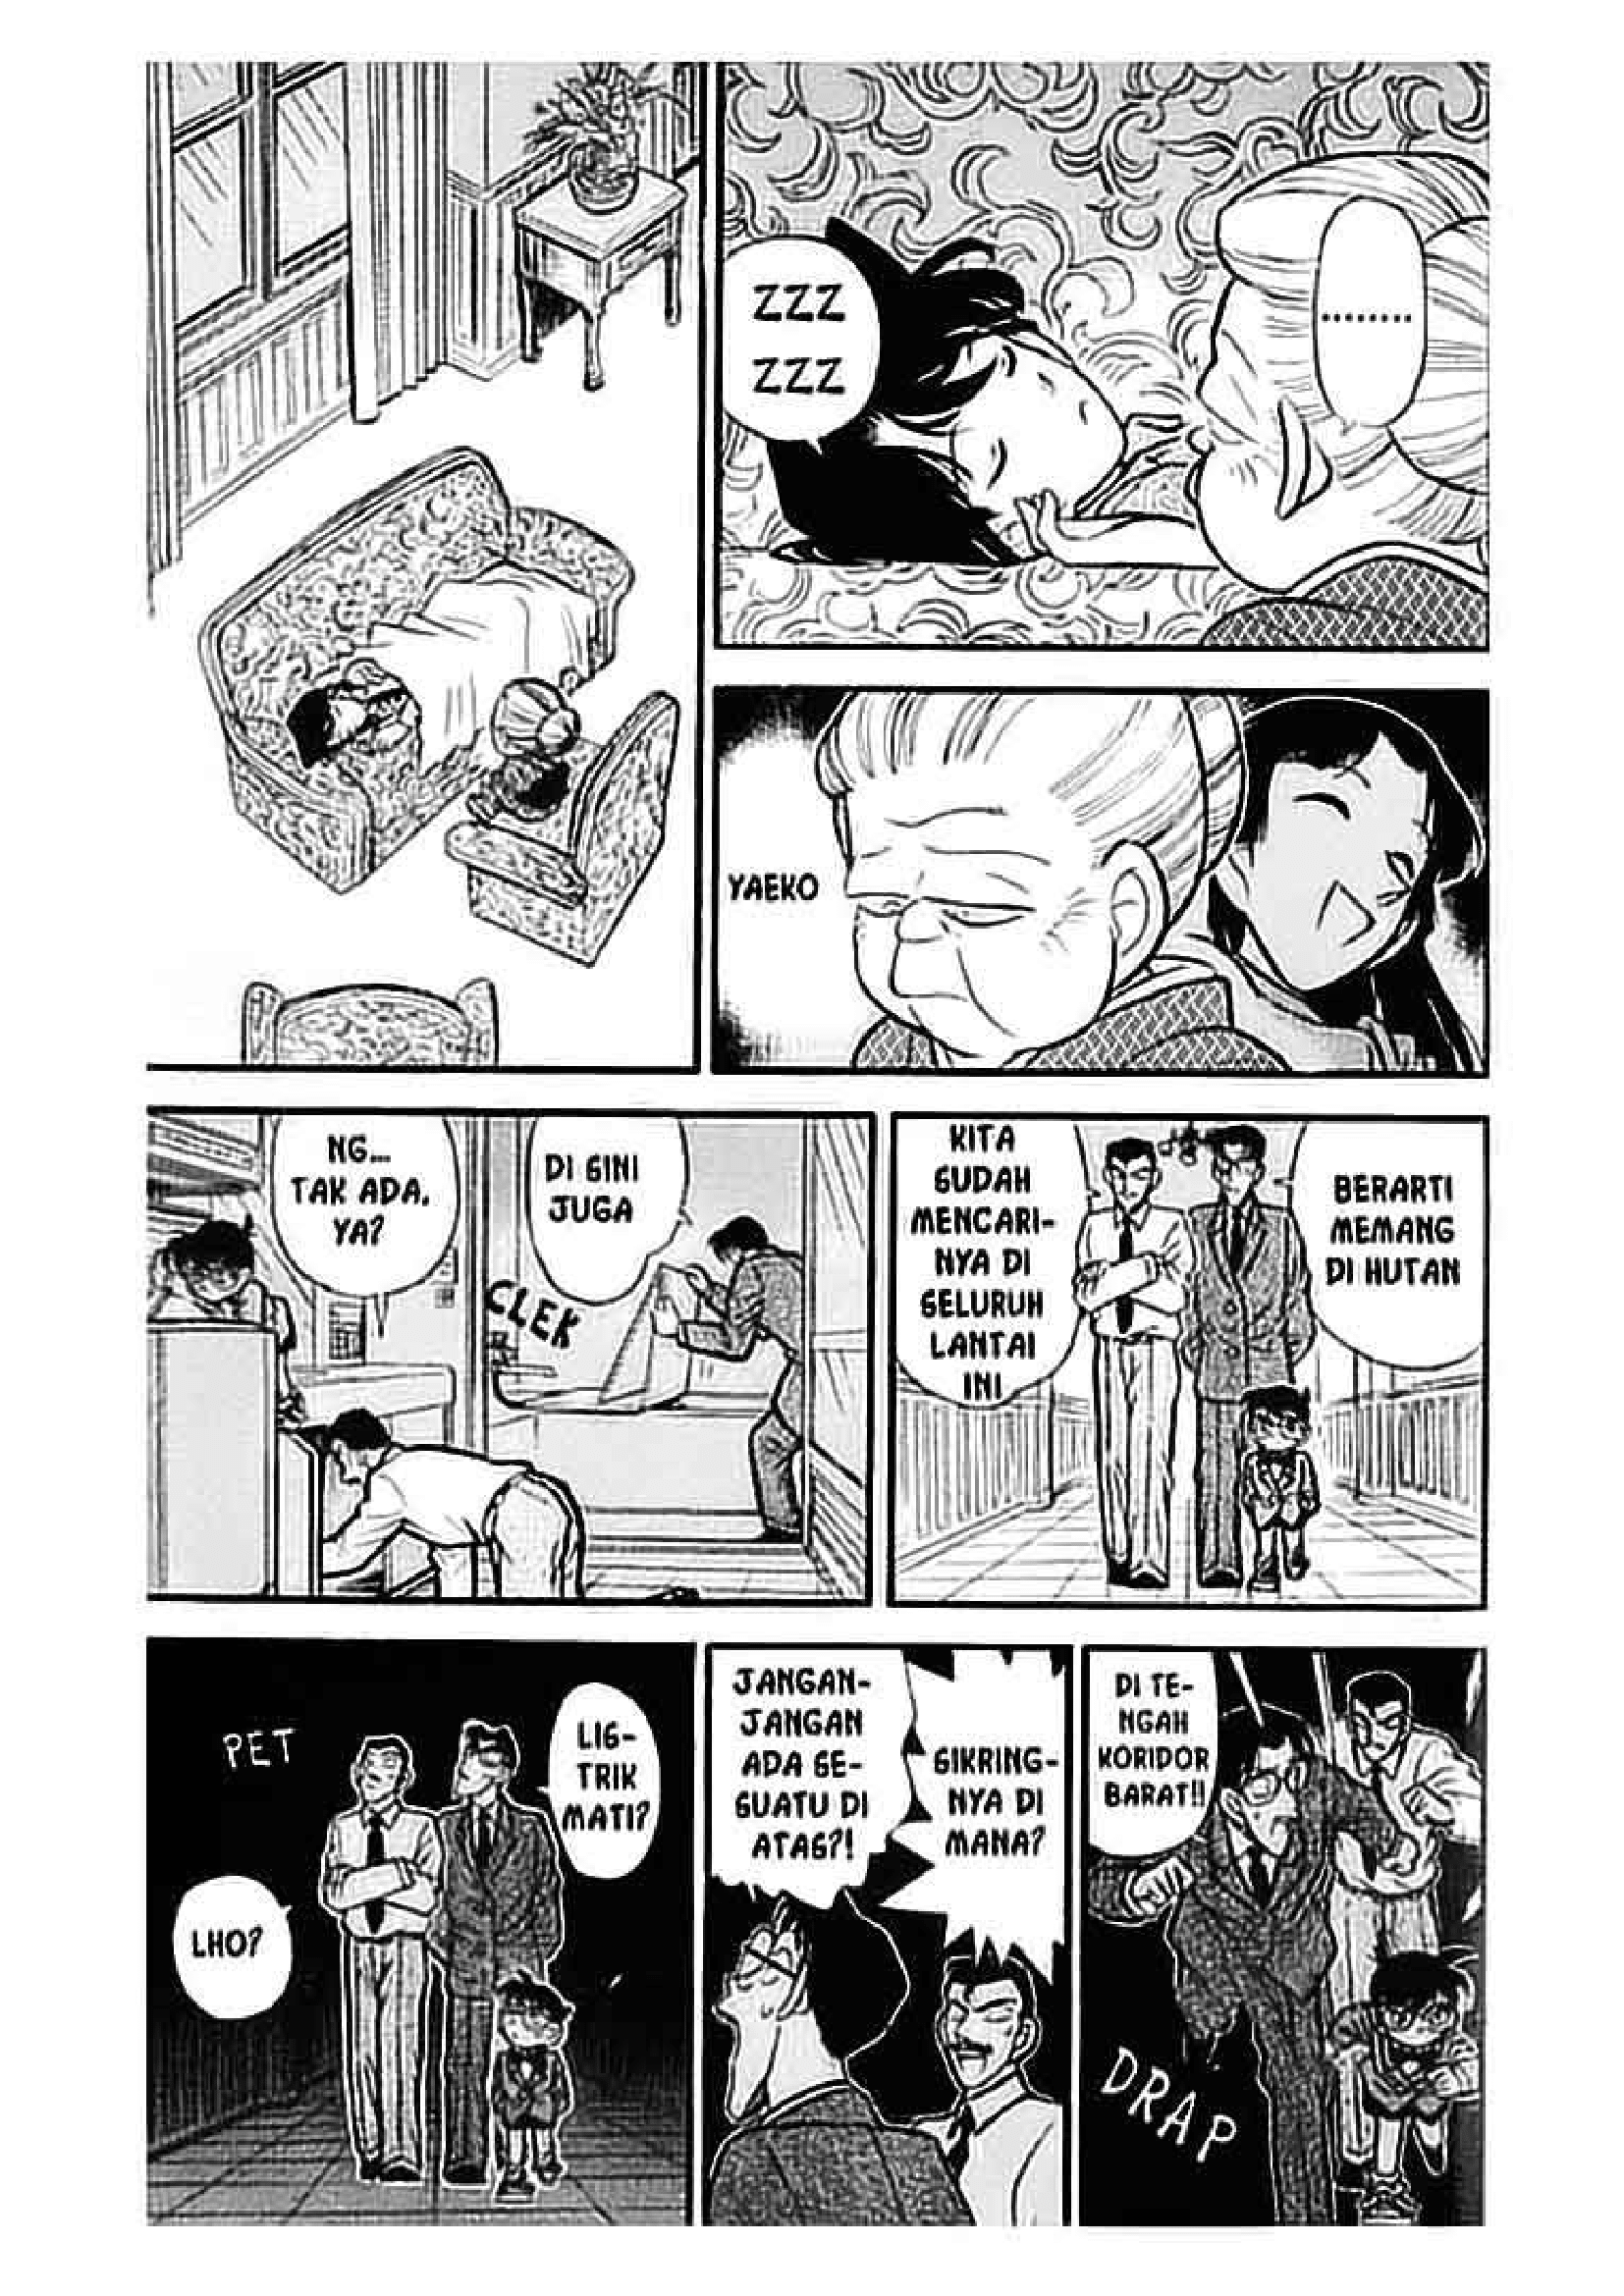 ZZZ
ZZZ
........
YAEKO
NG...
TAK ADA,
YA?
DI SINI
JUGA
CLEK
KITA
SUDAH
MENCARI-
NYA DI
SELURUH
LANTAI
INI
BERARTI
MEMANG
DI HUTAN
PET
LIS-
TRIK
MATI?
LHO?
JANGAN-
JANGAN
ADA SE-
SUATU DI
ATAS?!
SIKRING-
NYA DI
MANA?
DI TE-
NGAH
KORIDOR
BARAT!!
DRAP